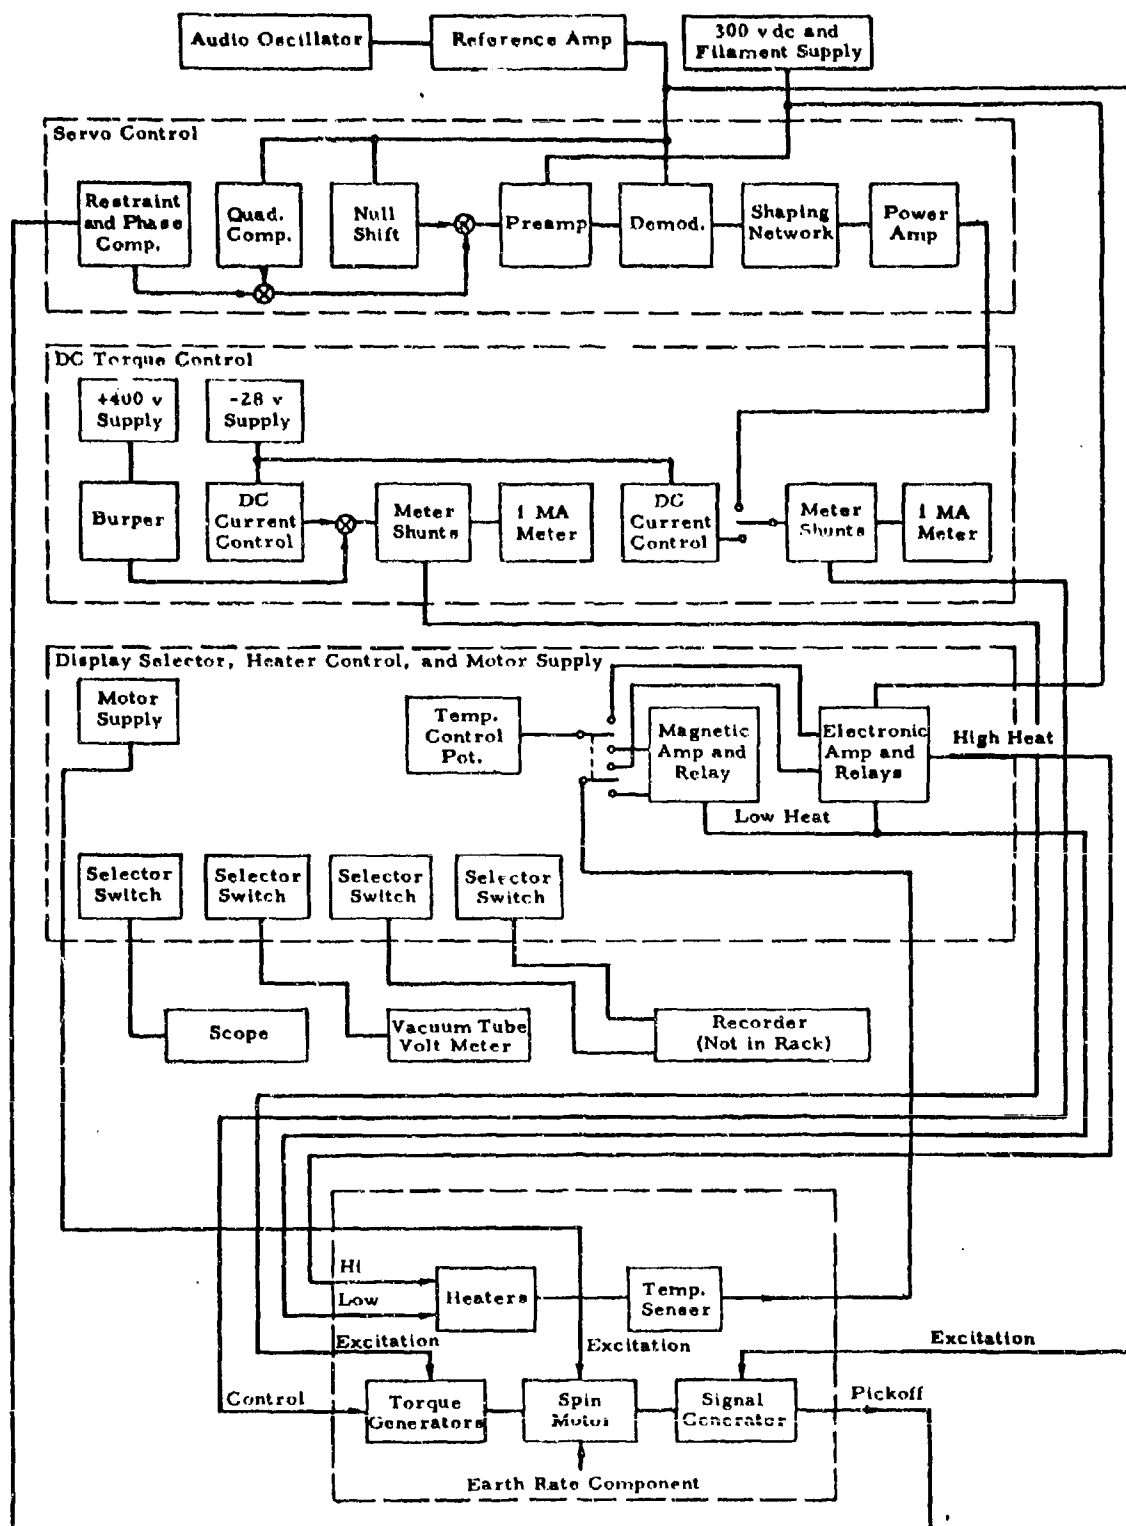 Audio Oscillator
Reference Amp
300 v dc and
Filament Supply
Servo Control
Restraint
and Phase
Comp.
Quad.
Comp.
Null
Shift
Preamp
Demod.
Shaping
Network
Power
Amp
DC Torque Control
+400 v
Supply
-28 v
Supply
Burper
DC
Current
Control
Meter
Shunts
1 MA
Meter
DC
Current
Control
Meter
Shunts
1 MA
Meter
Display Selector, Heater Control, and Motor Supply
Motor
Supply
Temp.
Control
Pot.
Magnetic
Amp and
Relay
Electronic
Amp and
Relays
High Heat
Low Heat
Selector
Switch
Selector
Switch
Selector
Switch
Selector
Switch
Scope
Vacuum Tube
Volt Meter
Recorder
(Not in Rack)
Hi
Low
Heaters
Temp.
Senser
Excitation
Excitation
Excitation
Control
Torque
Generators
Spin
Motor
Signal
Generator
Pickoff
Earth Rate Component